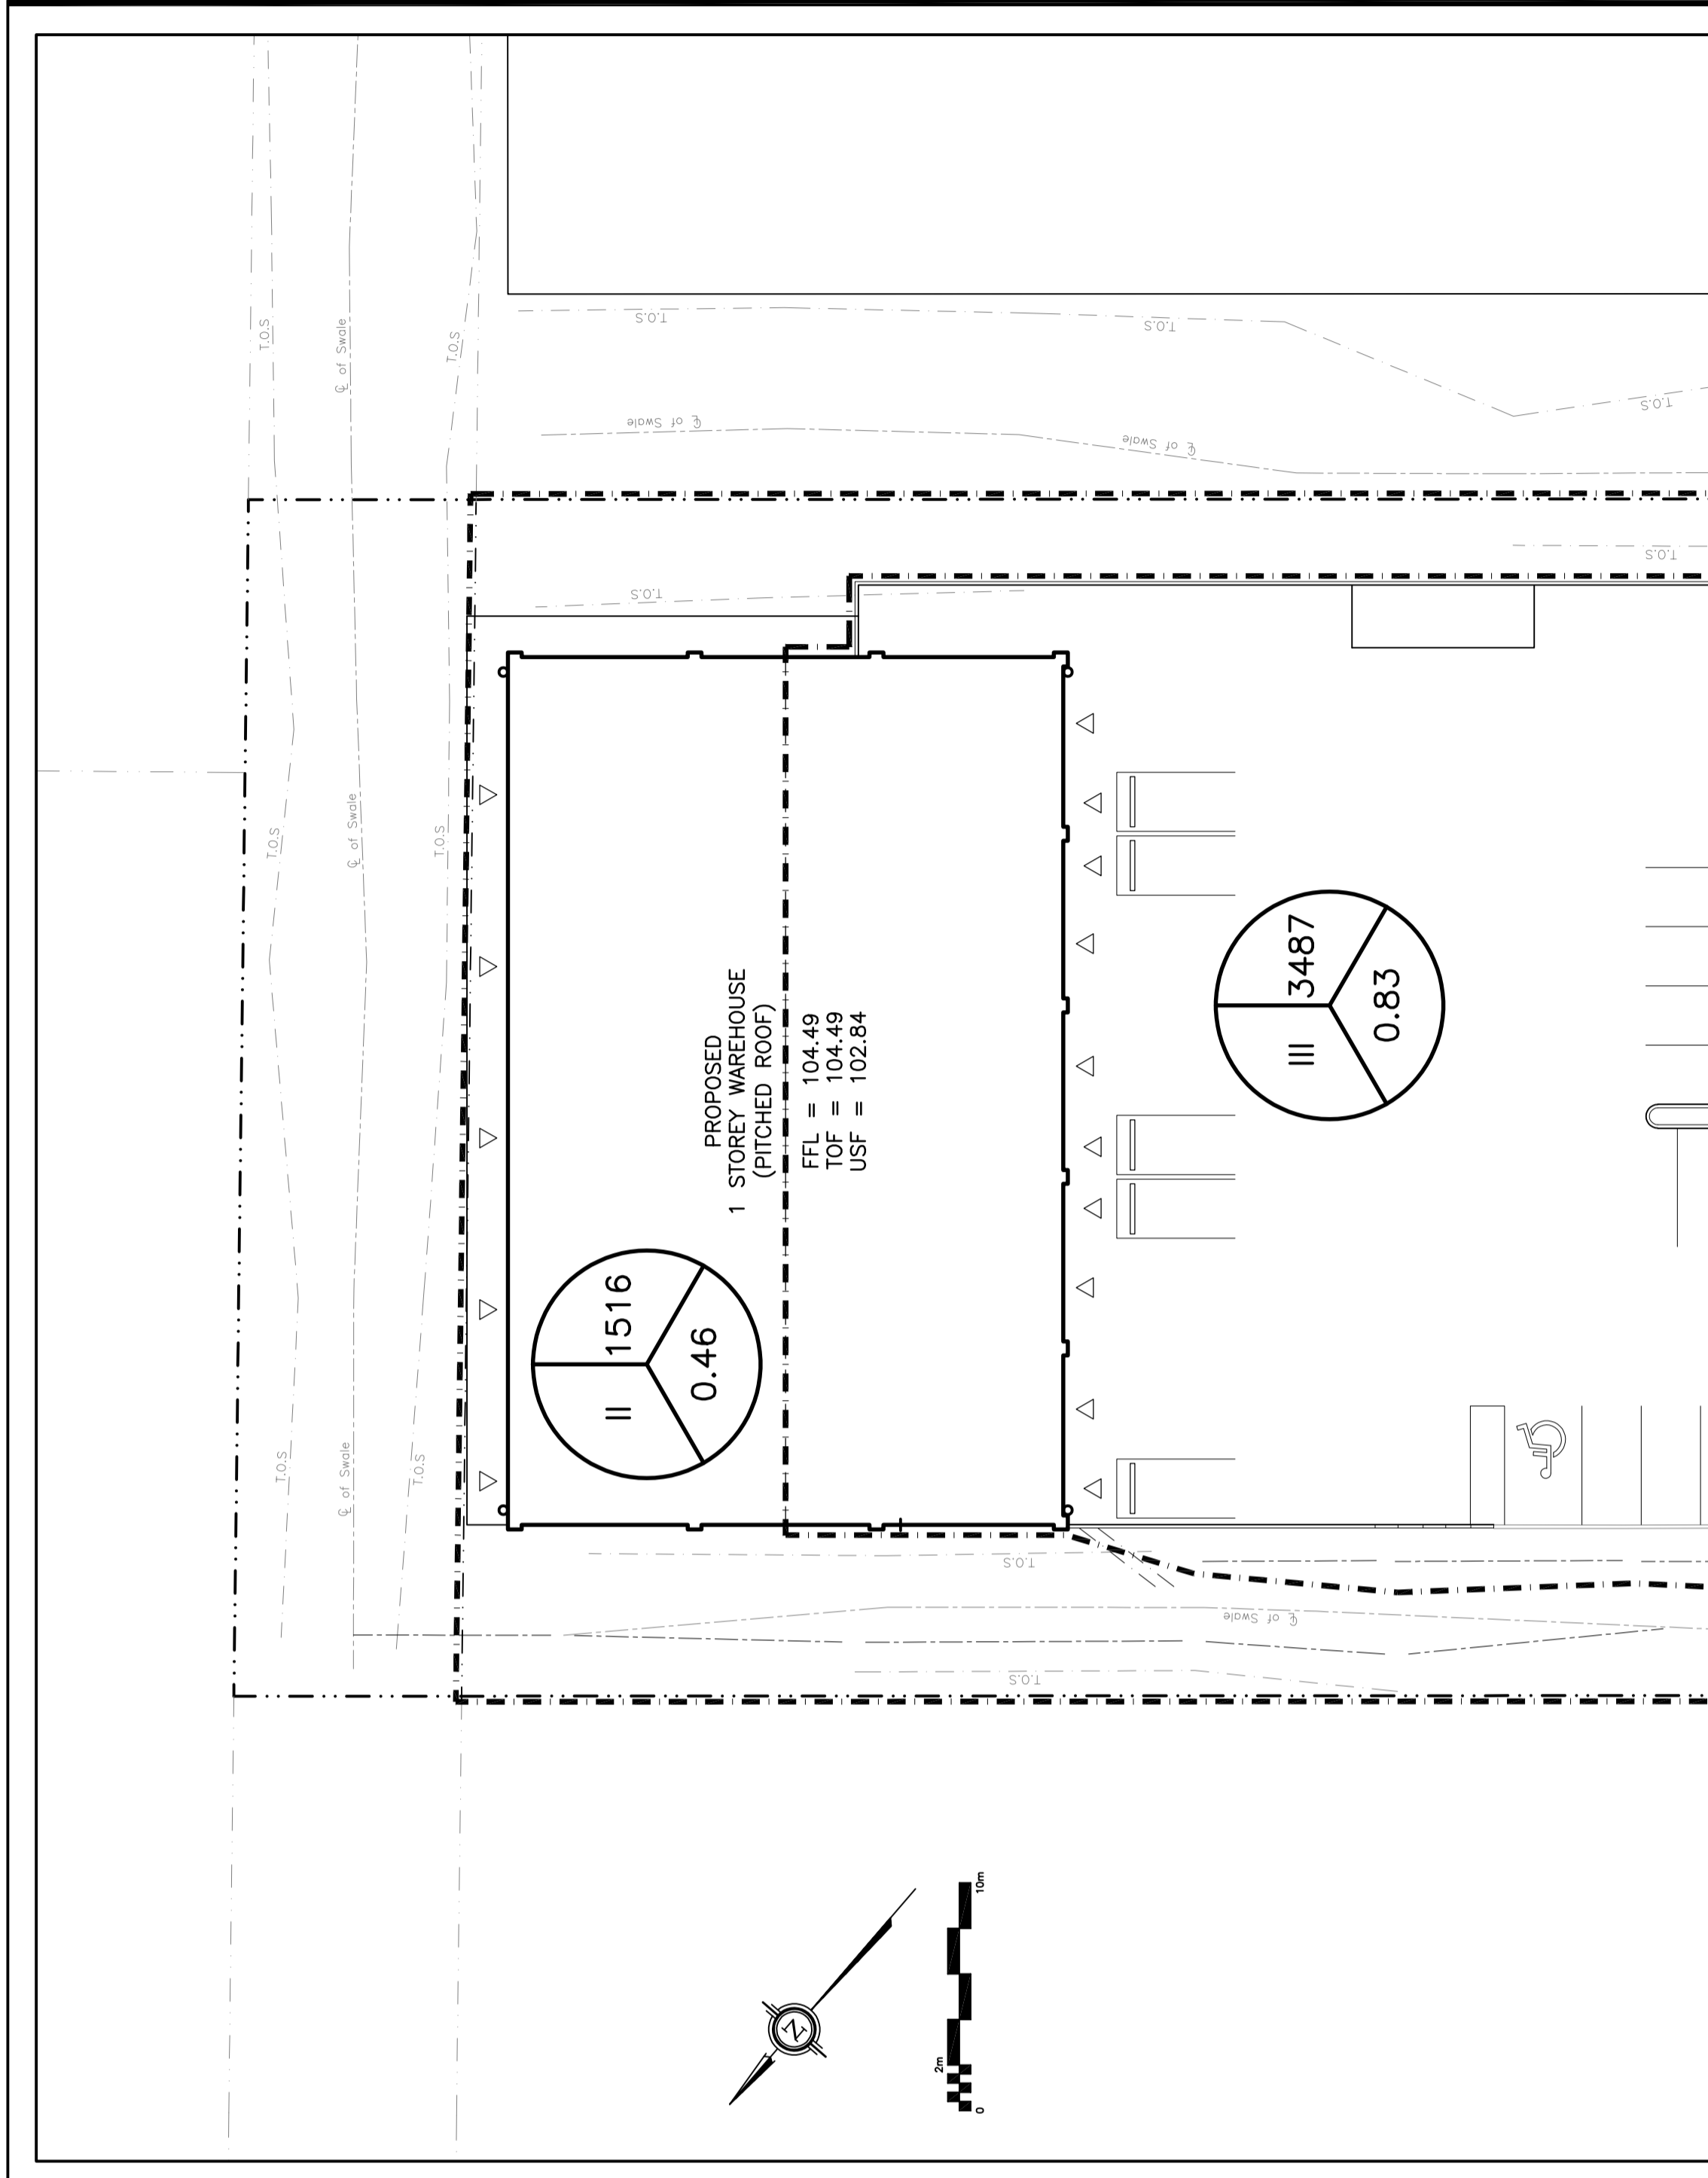 T.O.S
℄ of Swale
T.O.S
T.O.S
T.O.S
T.O.S
℄ of Swale
℄ of Swale
T.O.S
T.O.S
T.O.S
℄ of Swale
T.O.S
PROPOSED
1 STOREY WAREHOUSE
(PITCHED ROOF)
FFL = 104.49
TOF = 104.49
USF = 102.84
III 3487
0.83
II 1516
0.46
T.O.S
℄ of Swale
T.O.S
T.O.S
℄ of Swale
T.O.S
N
0
2m
10m